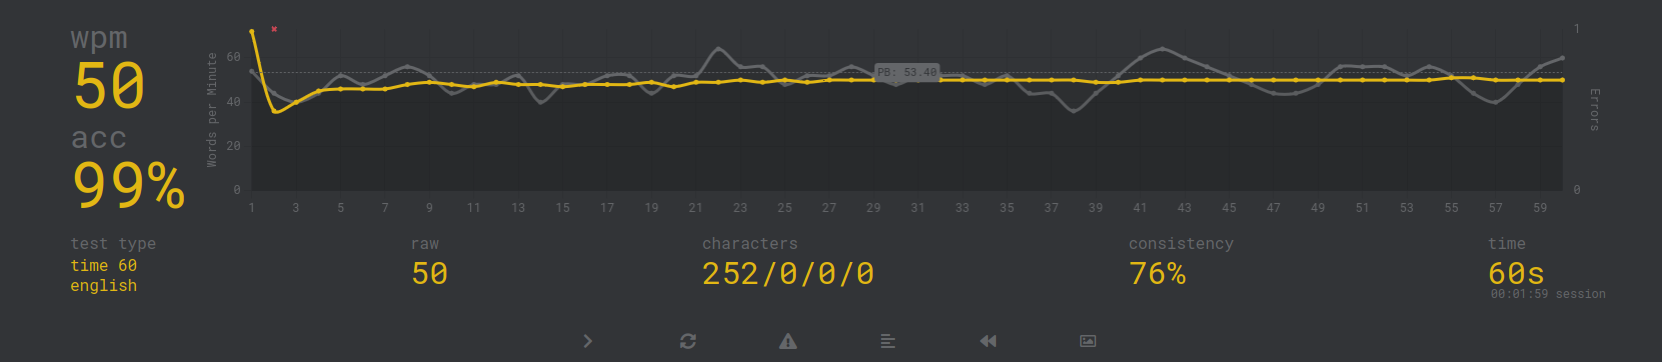 wpm
50
acc
99%
Words per Minute
60
40
20
0
PB: 53.40
1
Errors
0
1 3 5 7 9 11 13 15 17 19 21 23 25 27 29 31 33 35 37 39 41 43 45 47 49 51 53 55 57 59
test type
time 60
english
raw
50
characters
252/0/0/0
consistency
76%
time
60s
00:01:59 session